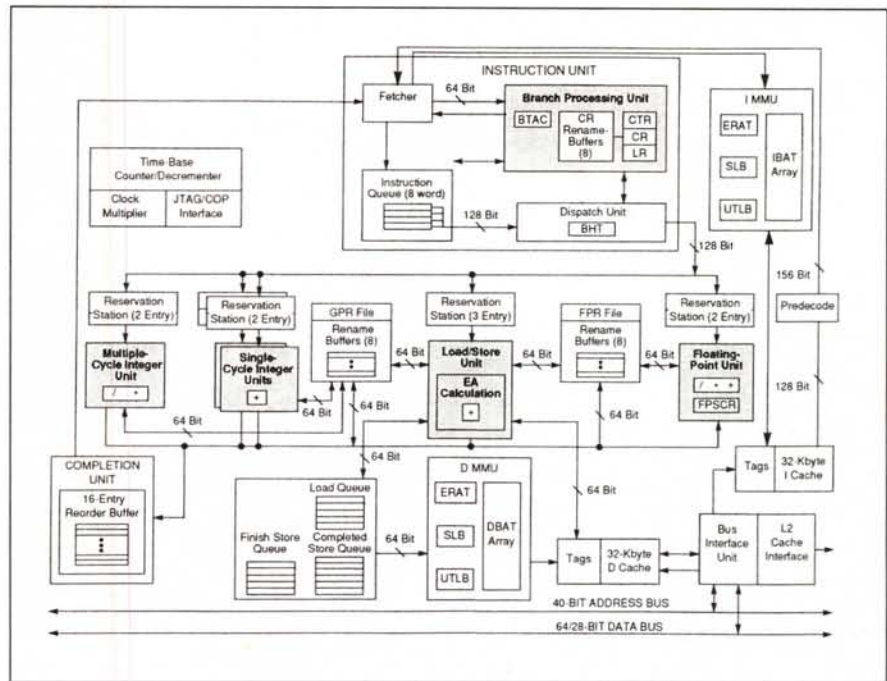 INSTRUCTION UNIT
64 Bit
Fetcher
Branch Processing Unit
BTAC
CR
Rename-
Buffers
(8)
CTR
CR
LR
I MMU
ERAT
SLB
UTLB
IBAT
Array
Time-Base
Counter/Decrementer
Clock
Multiplier
JTAG/COP
Interface
Instruction
Queue (8 word)
128 Bit
Dispatch Unit
BHT
128 Bit
156 Bit
Predecode
128 Bit
Reservation
Station (2 Entry)
Reservation
Station (2 Entry)
GPR File
Rename
Buffers (8)
Reservation
Station (3 Entry)
FPR File
Rename
Buffers (8)
Reservation
Station (2 Entry)
Multiple-
Cycle Integer
Unit
/ *
Single-
Cycle Integer
Units
+
64 Bit
Load/Store
Unit
EA
Calculation
+
64 Bit
64 Bit
Floating-
Point Unit
/ * +
FPSCR
64 Bit
64 Bit
64 Bit
64 Bit
64 Bit
COMPLETION
UNIT
16-Entry
Reorder Buffer
Load Queue
Finish Store
Queue
Completed
Store Queue
64 Bit
D MMU
ERAT
SLB
UTLB
DBAT
Array
Tags
32-Kbyte
I Cache
Tags
32-Kbyte
D Cache
Bus
Interface
Unit
L2
Cache
Interface
40-BIT ADDRESS BUS
64/28-BIT DATA BUS